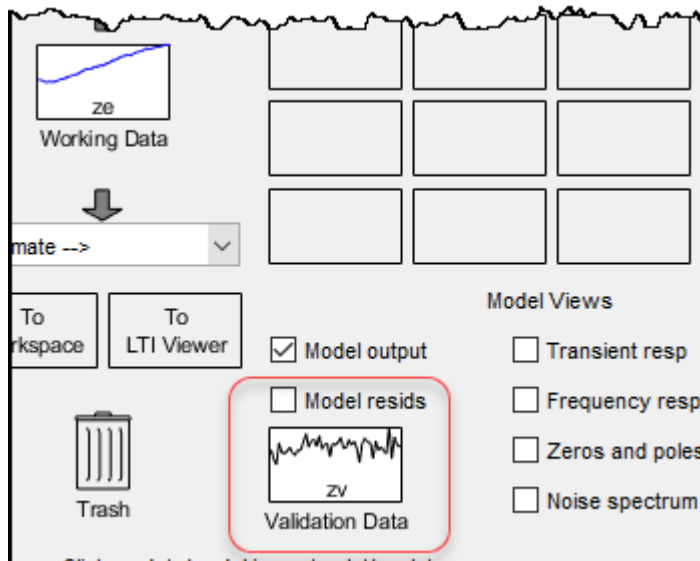 ze
Working Data
mate -->
To
rkspace
To
LTI Viewer
Model Views
Model output
Transient resp
Model resids
Frequency resp
Zeros and poles
Noise spectrum
zv
Trash
Validation Data